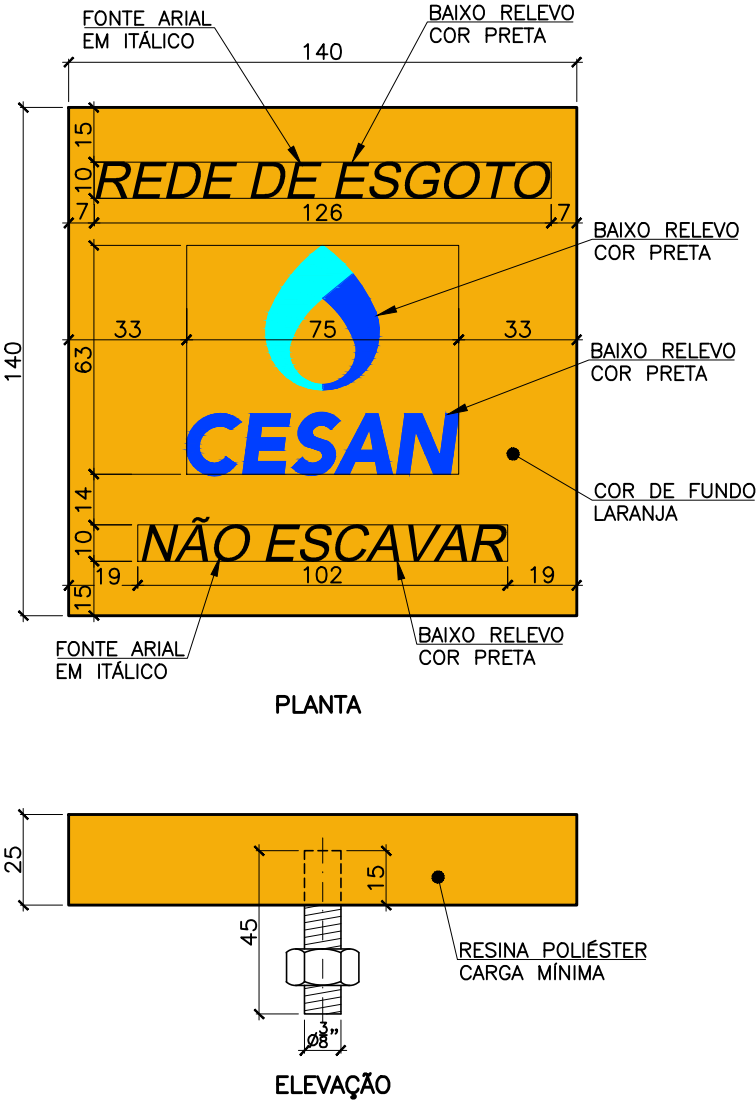 FONTE ARIAL
EM ITÁLICO
BAIXO RELEVO
COR PRETA
140
15
10
REDE DE ESGOTO
7
126
7
BAIXO RELEVO
COR PRETA
140
33
75
33
63
BAIXO RELEVO
COR PRETA
CESAN
14
COR DE FUNDO
LARANJA
10
NÃO ESCAVAR
19
102
19
15
FONTE ARIAL
EM ITÁLICO
BAIXO RELEVO
COR PRETA
PLANTA
25
15
45
RESINA POLIÉSTER
CARGA MÍNIMA
Ø3/8"
ELEVAÇÃO